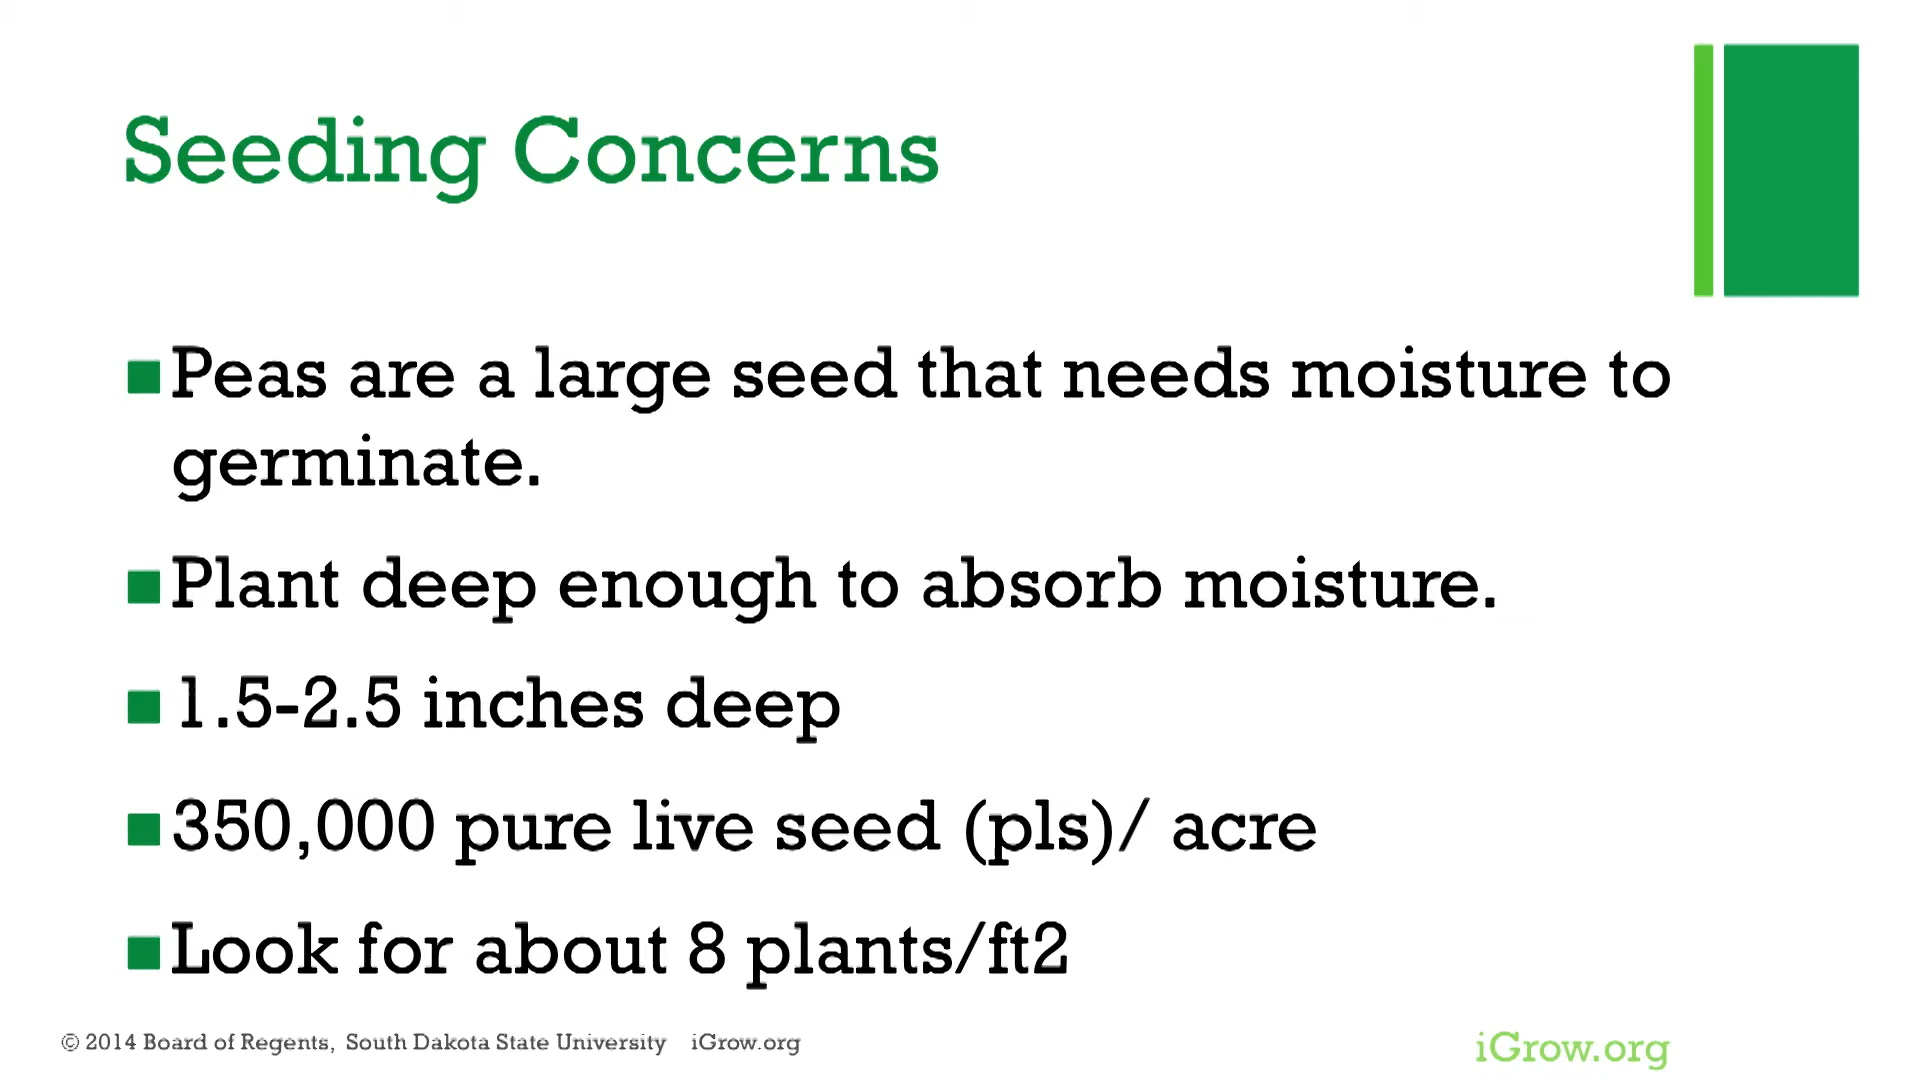 Seeding Concerns
Peas are a large seed that needs moisture to
germinate.
Plant deep enough to absorb moisture.
1.5-2.5 inches deep
350,000 pure live seed (pls)/ acre
Look for about 8 plants/ft2
© 2014 Board of Regents, South Dakota State University iGrow.org
iGrow.org